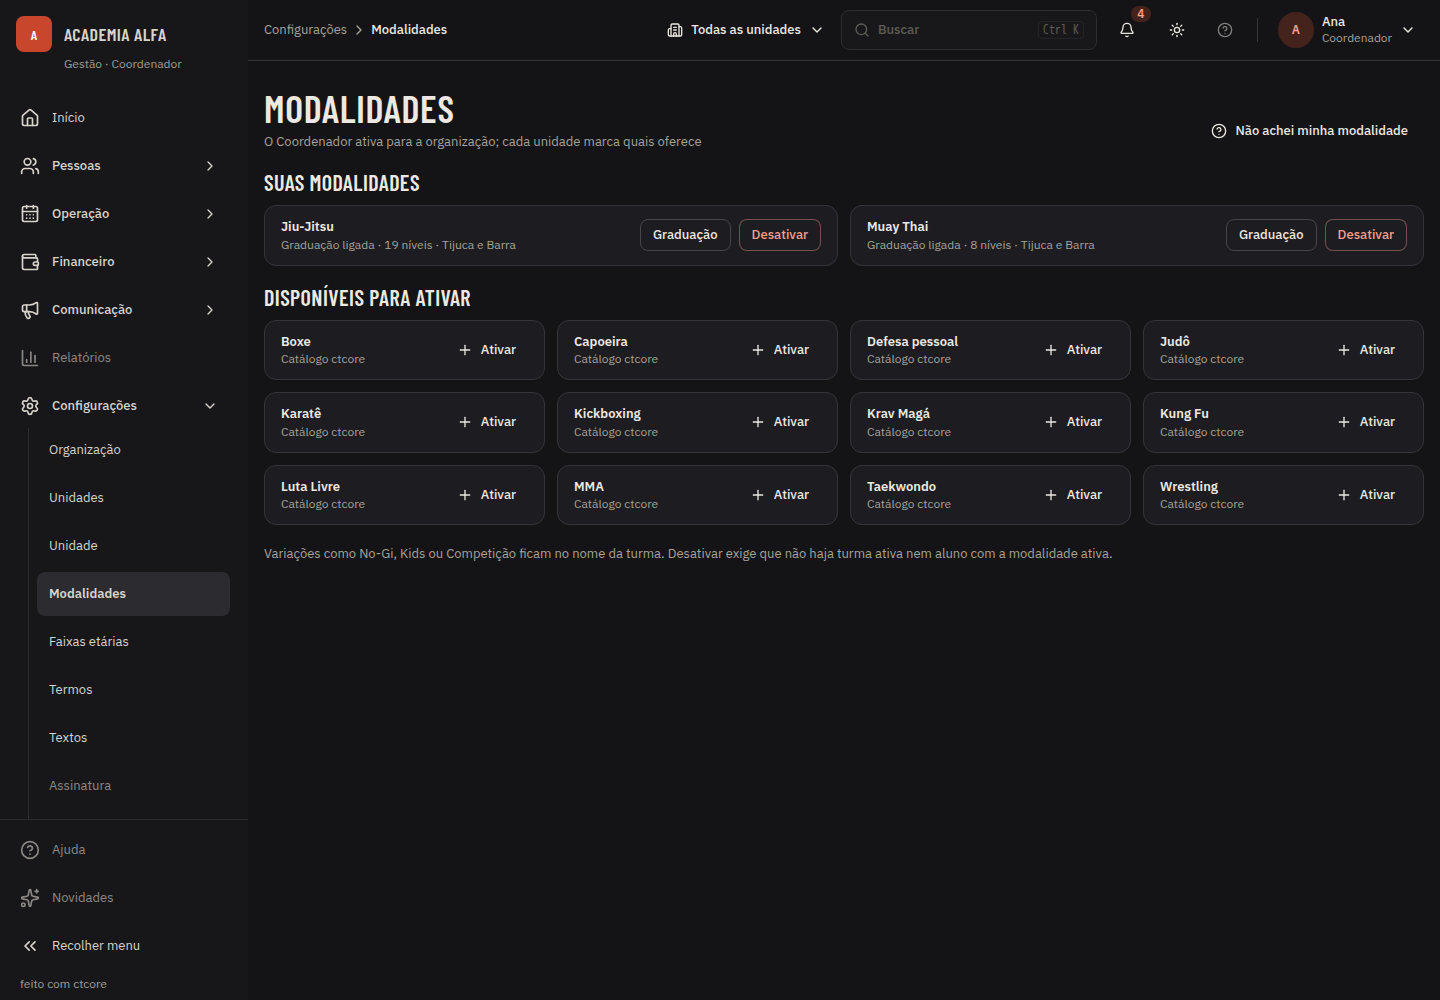 A
ACADEMIA ALFA
Gestão · Coordenador
Início
Pessoas
Operação
Financeiro
Comunicação
Relatórios
Configurações
Organização
Unidades
Unidade
Modalidades
Faixas etárias
Termos
Textos
Assinatura
Ajuda
Novidades
Recolher menu
feito com ctcore
Configurações
Modalidades
Todas as unidades
Buscar
Ctrl K
4
A
Ana
Coordenador
MODALIDADES
O Coordenador ativa para a organização; cada unidade marca quais oferece
Não achei minha modalidade
SUAS MODALIDADES
Jiu-Jitsu
Graduação ligada · 19 níveis · Tijuca e Barra
Graduação
Desativar
Muay Thai
Graduação ligada · 8 níveis · Tijuca e Barra
Graduação
Desativar
DISPONÍVEIS PARA ATIVAR
Boxe
Catálogo ctcore
Ativar
Capoeira
Catálogo ctcore
Ativar
Defesa pessoal
Catálogo ctcore
Ativar
Judô
Catálogo ctcore
Ativar
Karatê
Catálogo ctcore
Ativar
Kickboxing
Catálogo ctcore
Ativar
Krav Magá
Catálogo ctcore
Ativar
Kung Fu
Catálogo ctcore
Ativar
Luta Livre
Catálogo ctcore
Ativar
MMA
Catálogo ctcore
Ativar
Taekwondo
Catálogo ctcore
Ativar
Wrestling
Catálogo ctcore
Ativar
Variações como No-Gi, Kids ou Competição ficam no nome da turma. Desativar exige que não haja turma ativa nem aluno com a modalidade ativa.